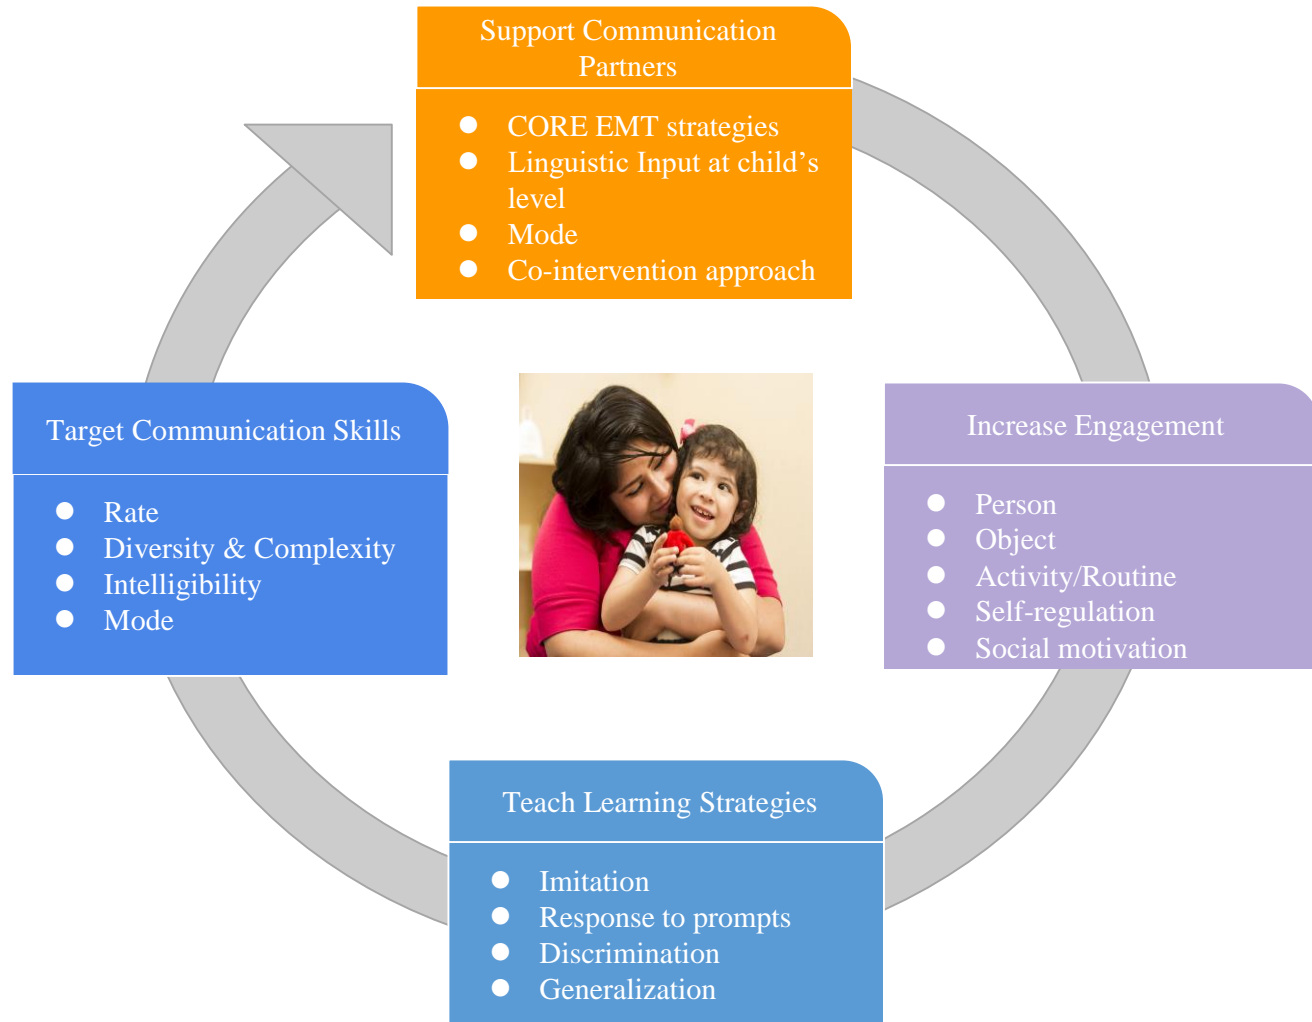 Support Communication
Partners
● CORE EMT strategies
● Linguistic Input at child’s
level
● Mode
● Co-intervention approach
Increase Engagement
● Person
● Object
● Activity/Routine
● Self-regulation
● Social motivation
Teach Learning Strategies
● Imitation
● Response to prompts
● Discrimination
● Generalization
Target Communication Skills
● Rate
● Diversity & Complexity
● Intelligibility
● Mode